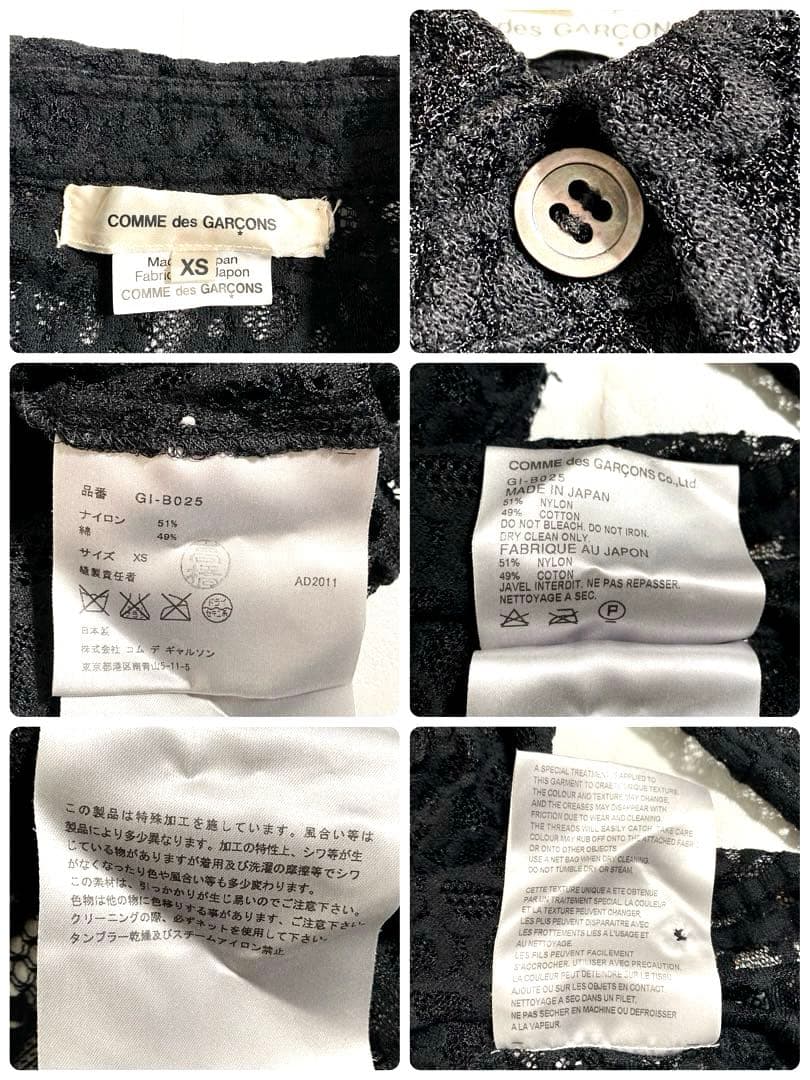 COMME des GARÇONS
Made in Japan
XS
Fabriqué au Japon
COMME des GARÇONS
des GARÇON
品番 GI-B025
ナイロン 51%
綿 49%
サイズ XS
縫製責任者
AD2011
ドライ
セキユ系
日本製
株式会社 コム デ ギャルソン
東京都港区南青山5-11-5
COMME des GARÇONS Co.,Ltd
GI-B025
MADE IN JAPAN
51% NYLON
49% COTTON
DO NOT BLEACH. DO NOT IRON.
DRY CLEAN ONLY.
FABRIQUE AU JAPON
51% NYLON
49% COTON
JAVEL INTERDIT. NE PAS REPASSER.
NETTOYAGE A SEC.
P
この製品は特殊加工を施しています。風合い等は
製品により多少異なります。加工の特性上、シワ等が生
じている物がありますが着用及び洗濯の摩擦等でシワ
がなくなったり色や風合い等も多少変わります。
この素材は、引っかかりが生じ易いのでご注意下さい。
色物は他の物に色移りする事があります、ご注意下さい
クリーニングの際、必ずネットを使用して下さい。
タンブラー乾燥及びスチームアイロン禁止
A SPECIAL TREATMENT IS APPLIED TO
THIS GARMENT TO CRAETE UNIQUE TEXTURE.
THE COLOUR AND TEXTURE MAY CHANGE,
AND THE CREASES MAY DISAPPEAR WITH
FRICTION DUE TO WEAR AND CLEANING.
THE THREADS WILL EASILY CATCH. TAKE CARE
COLOUR MAY RUB OFF ONTO THE ATTACHED FABR
OR ONTO OTHER OBJECTS
USE A NET BAG WHEN DRY CLEANING.
DO NOT TUMBLE DRY OR STEAM.
CETTE TEXTURE UNIQUE A ETE OBTENUE
PAR UN TRAITEMENT SPECIAL. LA COULEUR
ET LA TEXTURE PEUVENT CHANGER.
LES PLIS PEUVENT DISPARAITRE AVEC
LES FROTTEMENTS LIES A L'USAGE ET
AU NETTOYAGE.
LES FILS PEUVENT FACILEMENT
S'ACCROCHER. UTILISER AVEC PRECAUTION.
LA COULEUR PEUT DETEINDRE SUR LE TISSU
AJOUTE OU SUR LES OBJETS EN CONTACT.
NETTOYAGE A SEC DANS UN FILET.
NE PAS SECHER EN MACHINE OU DEFROISSER
A LA VAPEUR.